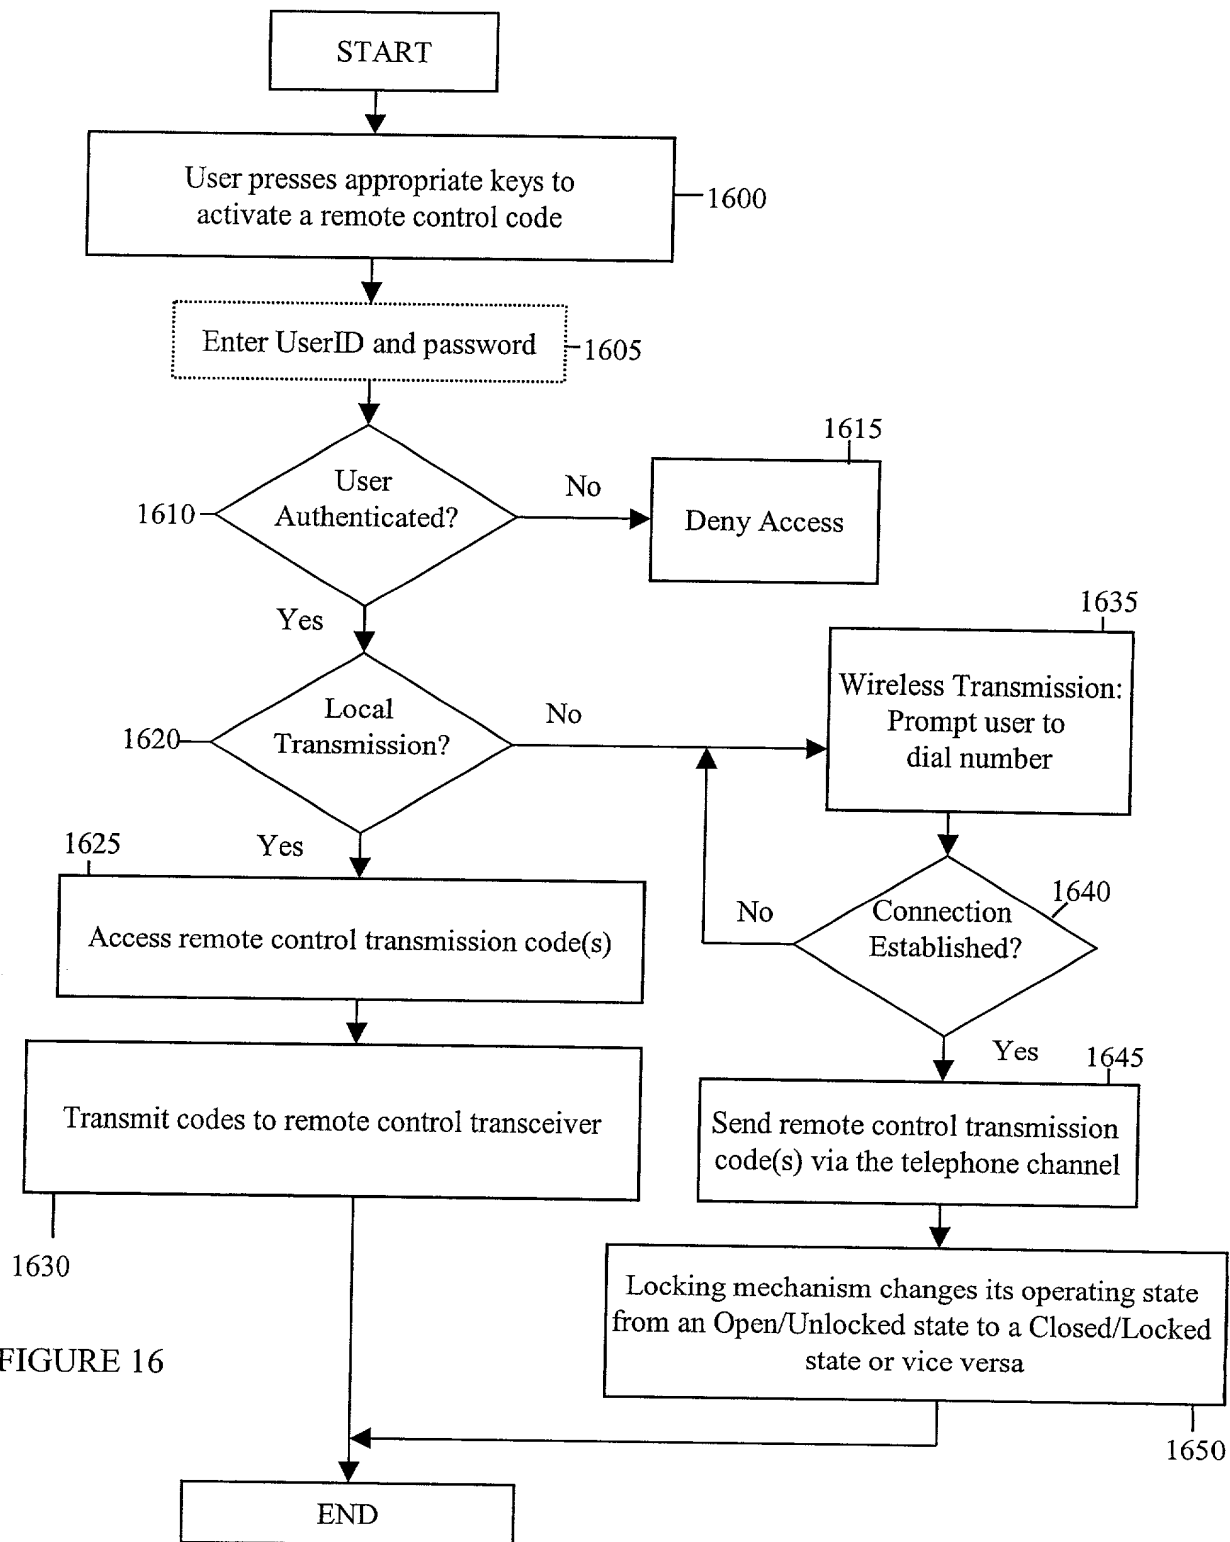 START
User presses appropriate keys to
activate a remote control code
1600
Enter UserID and password
1605
User
Authenticated?
1610
No
1615
Deny Access
Yes
Local
Transmission?
1620
No
1635
Wireless Transmission:
Prompt user to
dial number
Yes
1625
Access remote control transmission code(s)
Connection
Established?
1640
No
Transmit codes to remote control transceiver
1630
Yes
1645
Send remote control transmission
code(s) via the telephone channel
Locking mechanism changes its operating state
from an Open/Unlocked state to a Closed/Locked
state or vice versa
1650
FIGURE 16
END